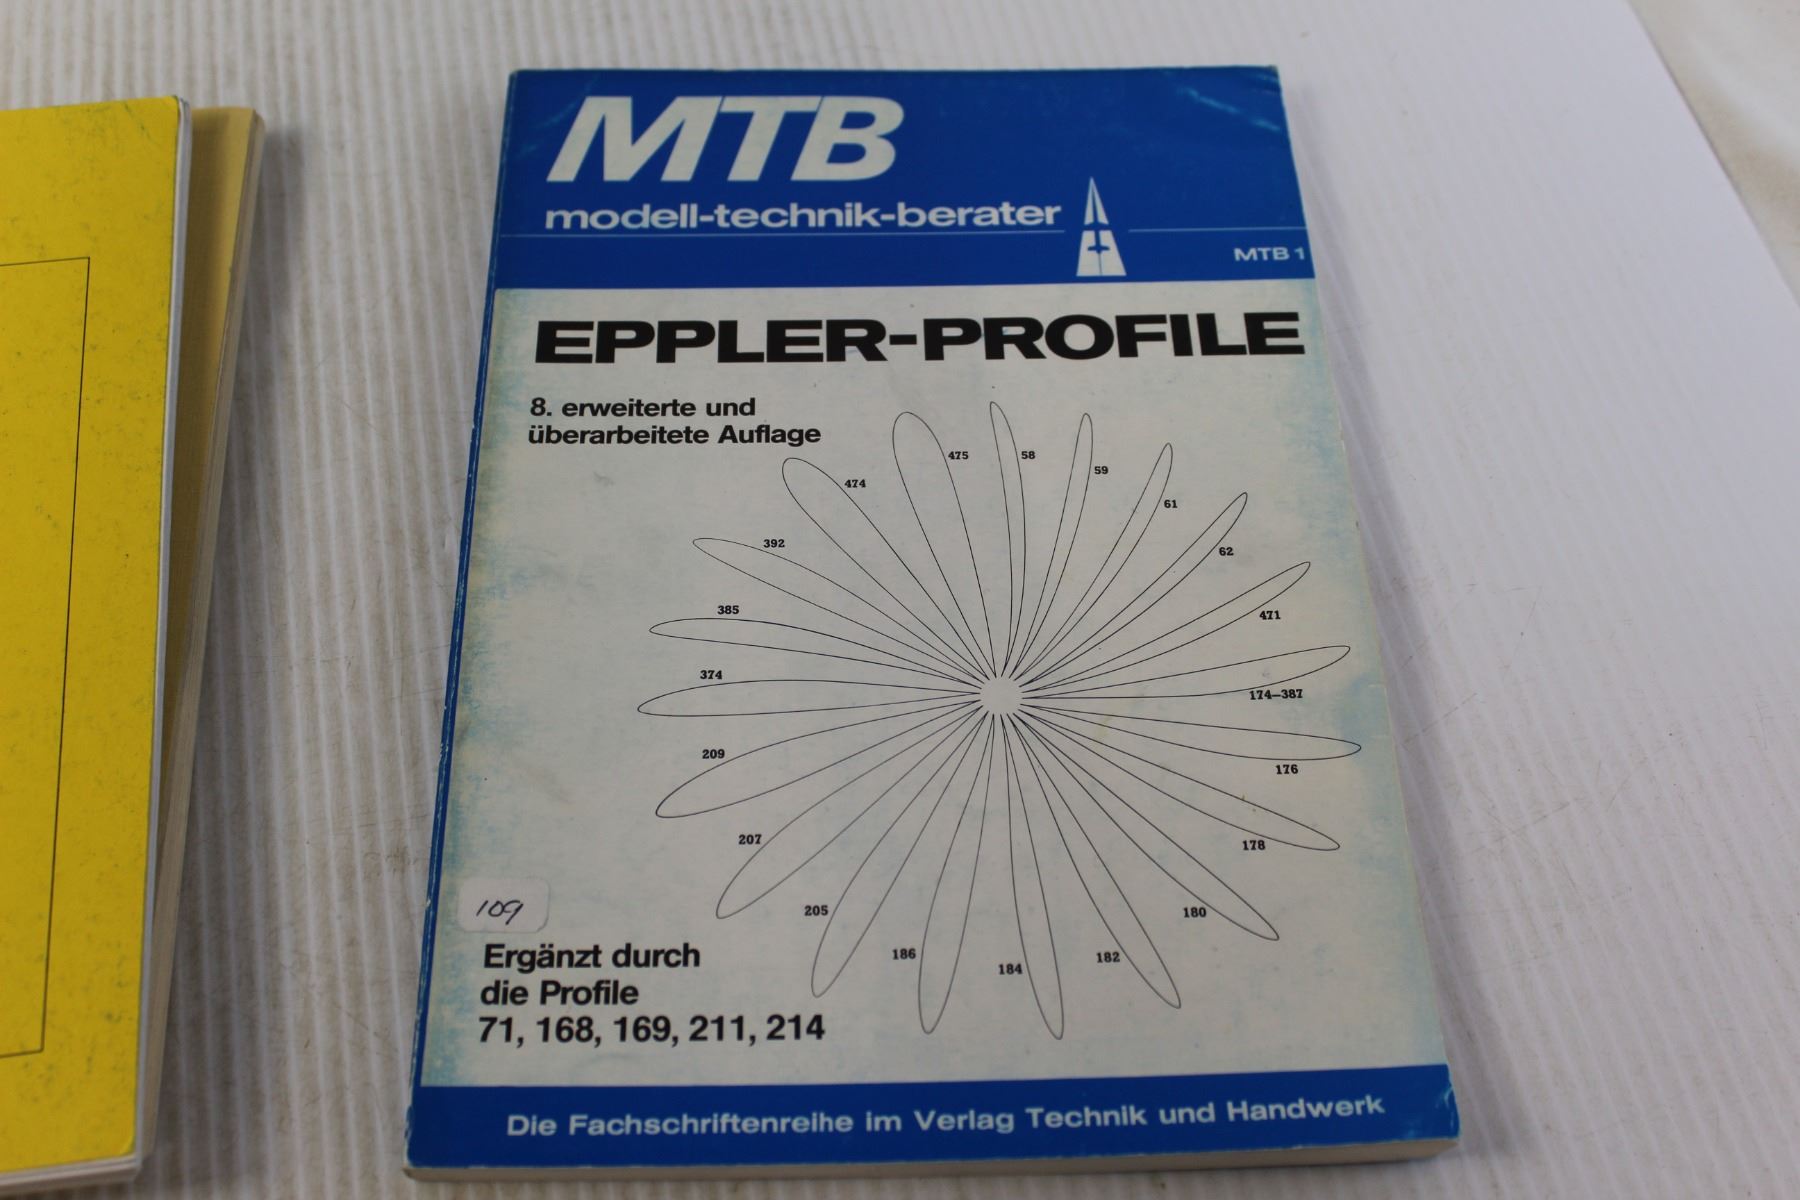 MTB
modell-technik-berater
MTB 1
EPPLER-PROFILE
8. erweiterte und
überarbeitete Auflage
475
58
59
474
61
392
62
385
471
374
174–387
209
176
207
178
205
180
186
184
182
109
Ergänzt durch
die Profile
71, 168, 169, 211, 214
Die Fachschriftenreihe im Verlag Technik und Handwerk